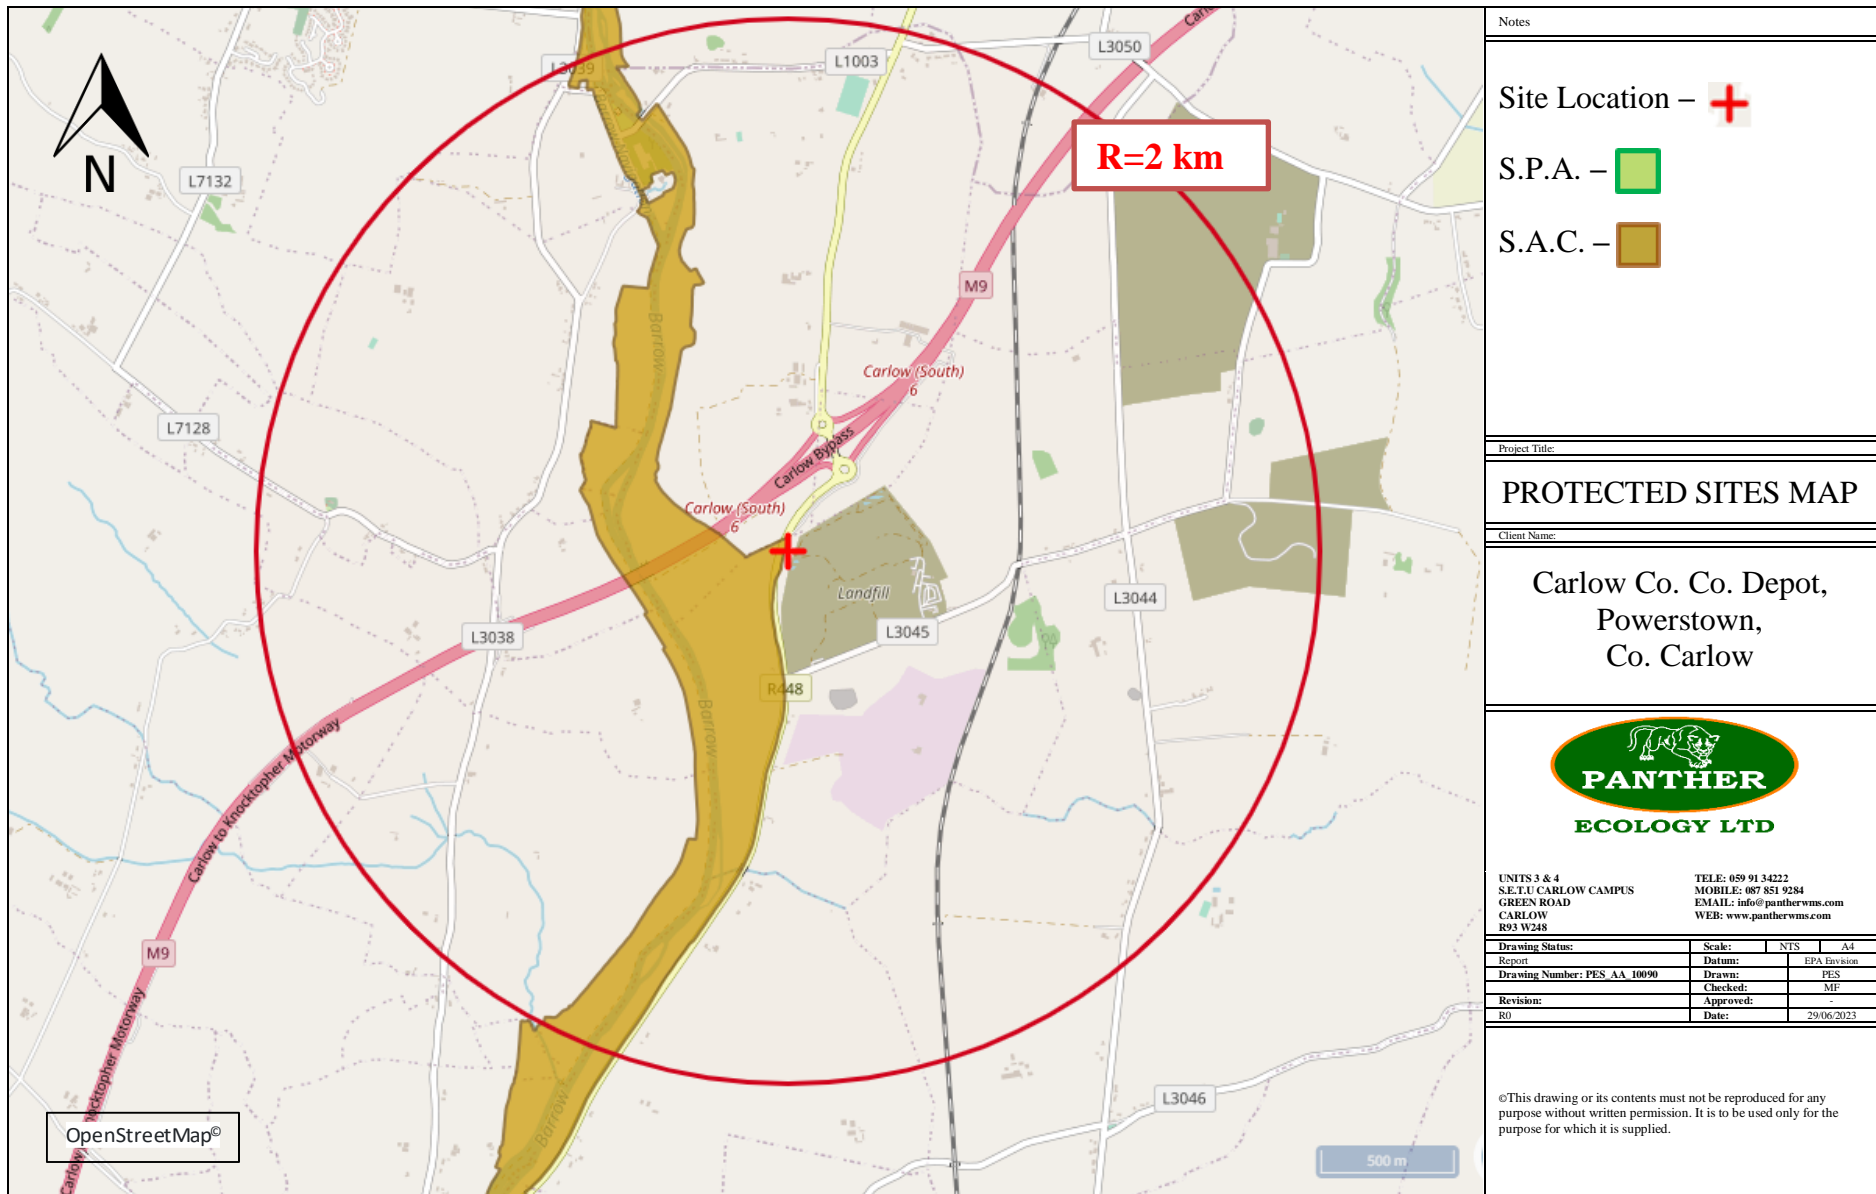 L3039
L1003
L3050
Carlow
R=2 km
N
L7132
Barrow
M9
Carlow (South)
6
L7128
Carlow Bypass
Carlow (South)
6
Landfill
L3044
L3038
L3045
R448
Barrow
Carlow to Knocktopher Motorway
M9
Carlow to Knocktopher Motorway
L3046
Barrow
OpenStreetMap©
500 m
Notes
Site Location –
S.P.A. –
S.A.C. –
Project Title:
PROTECTED SITES MAP
Client Name:
Carlow Co. Co. Depot,
Powerstown,
Co. Carlow
PANTHER
ECOLOGY LTD
UNITS 3 & 4
S.E.T.U CARLOW CAMPUS
GREEN ROAD
CARLOW
R93 W248
TELE: 059 91 34222
MOBILE: 087 851 9284
EMAIL: info@pantherwms.com
WEB: www.pantherwms.com
Drawing Status: Scale: NTS A4
Report Datum: EPA Envision
Drawing Number: PES_AA_10090 Drawn: PES
Checked: MF
Revision: Approved: -
R0 Date: 29/06/2023
©This drawing or its contents must not be reproduced for any
purpose without written permission. It is to be used only for the
purpose for which it is supplied.